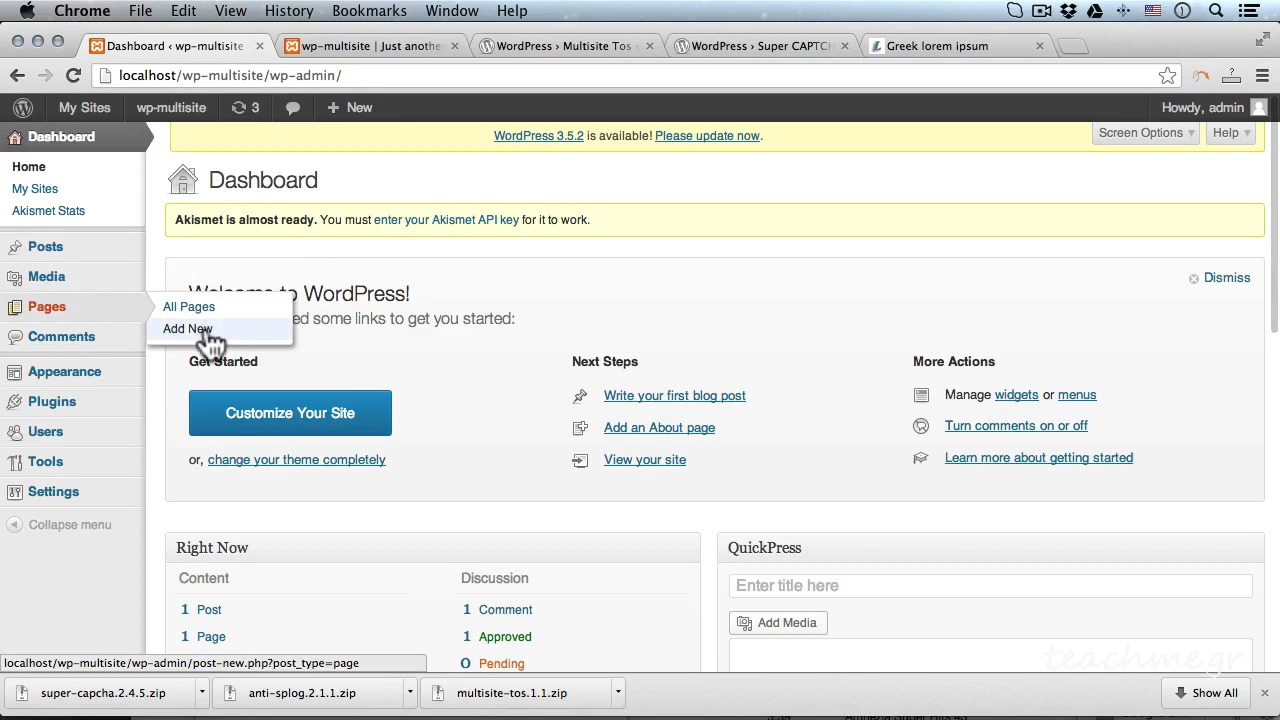 Chrome File Edit View History Bookmarks Window Help
Dashboard ‹ wp-multisite wp-multisite | Just anothe WordPress › Multisite Tos WordPress › Super CAPTC Greek lorem ipsum
localhost/wp-multisite/wp-admin/
My Sites wp-multisite 3 New Howdy, admin
Dashboard
WordPress 3.5.2 is available! Please update now.
Screen Options Help
Home
My Sites
Akismet Stats
Dashboard
Akismet is almost ready. You must enter your Akismet API key for it to work.
Posts
Media
Pages
Comments
Appearance
Plugins
Users
Tools
Settings
Collapse menu
All Pages
Add New
to WordPress!
Dismiss
ed some links to get you started:
Get Started
Customize Your Site
or, change your theme completely
Next Steps
Write your first blog post
Add an About page
View your site
More Actions
Manage widgets or menus
Turn comments on or off
Learn more about getting started
Right Now
Content
1 Post
1 Page
Discussion
1 Comment
1 Approved
0 Pending
QuickPress
Enter title here
Add Media
teachme.gr
localhost/wp-multisite/wp-admin/post-new.php?post_type=page
super-capcha.2.4.5.zip anti-splog.2.1.1.zip multisite-tos.1.1.zip Show All